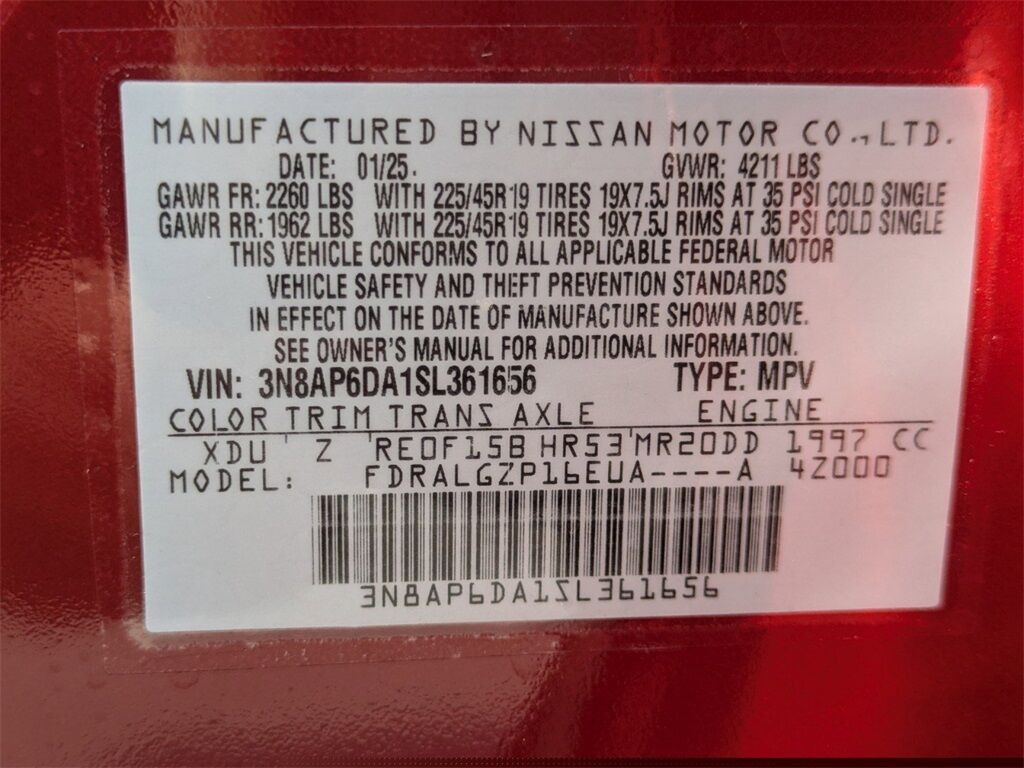 MANUFACTURED BY NISSAN MOTOR CO.,LTD.
DATE: 01/25. GVWR: 4211 LBS
GAWR FR: 2260 LBS WITH 225/45R19 TIRES 19X7.5J RIMS AT 35 PSI COLD SINGLE
GAWR RR: 1962 LBS WITH 225/45R19 TIRES 19X7.5J RIMS AT 35 PSI COLD SINGLE
THIS VEHICLE CONFORMS TO ALL APPLICABLE FEDERAL MOTOR
VEHICLE SAFETY AND THEFT PREVENTION STANDARDS
IN EFFECT ON THE DATE OF MANUFACTURE SHOWN ABOVE.
SEE OWNER'S MANUAL FOR ADDITIONAL INFORMATION.
VIN: 3N8AP6DA1SL361656 TYPE: MPV
COLOR TRIM TRANS AXLE ENGINE
XDU Z RE0F15B HR53 MR20DD 1997 CC
MODEL: FDRALGZP16EUA----A 4Z000
3N8AP6DA1SL361656